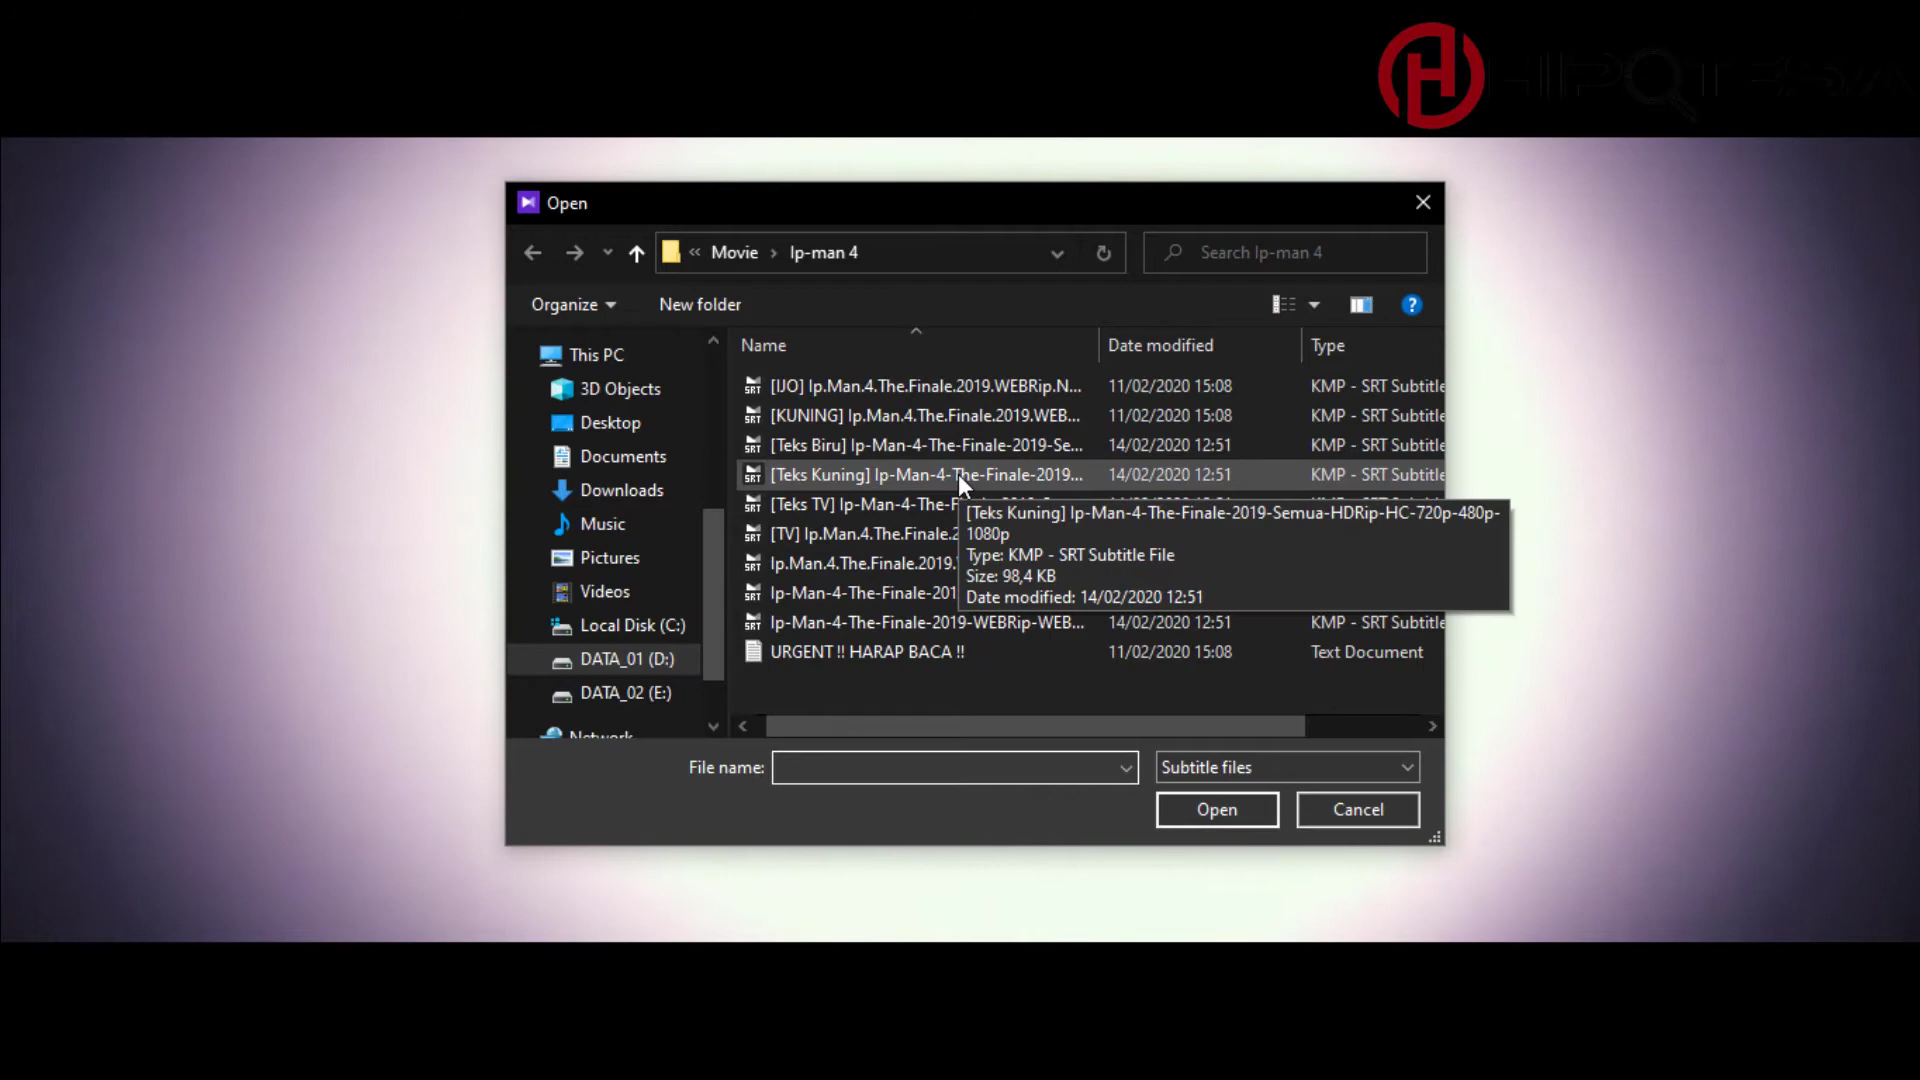 HIPOTESA
Open
« Movie › Ip-man 4
Search Ip-man 4
Organize
New folder
This PC
3D Objects
Desktop
Documents
Downloads
Music
Pictures
Videos
Local Disk (C:)
DATA_01 (D:)
DATA_02 (E:)
Network
Name Date modified Type
[IJO] Ip.Man.4.The.Finale.2019.WEBRip.N... 11/02/2020 15:08 KMP - SRT Subtitle
[KUNING] Ip.Man.4.The.Finale.2019.WEB... 11/02/2020 15:08 KMP - SRT Subtitle
[Teks Biru] Ip-Man-4-The-Finale-2019-Se... 14/02/2020 12:51 KMP - SRT Subtitle
[Teks Kuning] Ip-Man-4-The-Finale-2019... 14/02/2020 12:51 KMP - SRT Subtitle
[Teks TV] Ip-Man-4-The-F
[TV] Ip.Man.4.The.Finale.2
Ip.Man.4.The.Finale.2019.
Ip-Man-4-The-Finale-201
Ip-Man-4-The-Finale-2019-WEBRip-WEB... 14/02/2020 12:51 KMP - SRT Subtitle
URGENT !! HARAP BACA !! 11/02/2020 15:08 Text Document
[Teks Kuning] Ip-Man-4-The-Finale-2019-Semua-HDRip-HC-720p-480p-
1080p
Type: KMP - SRT Subtitle File
Size: 98,4 KB
Date modified: 14/02/2020 12:51
File name:
Subtitle files
Open
Cancel